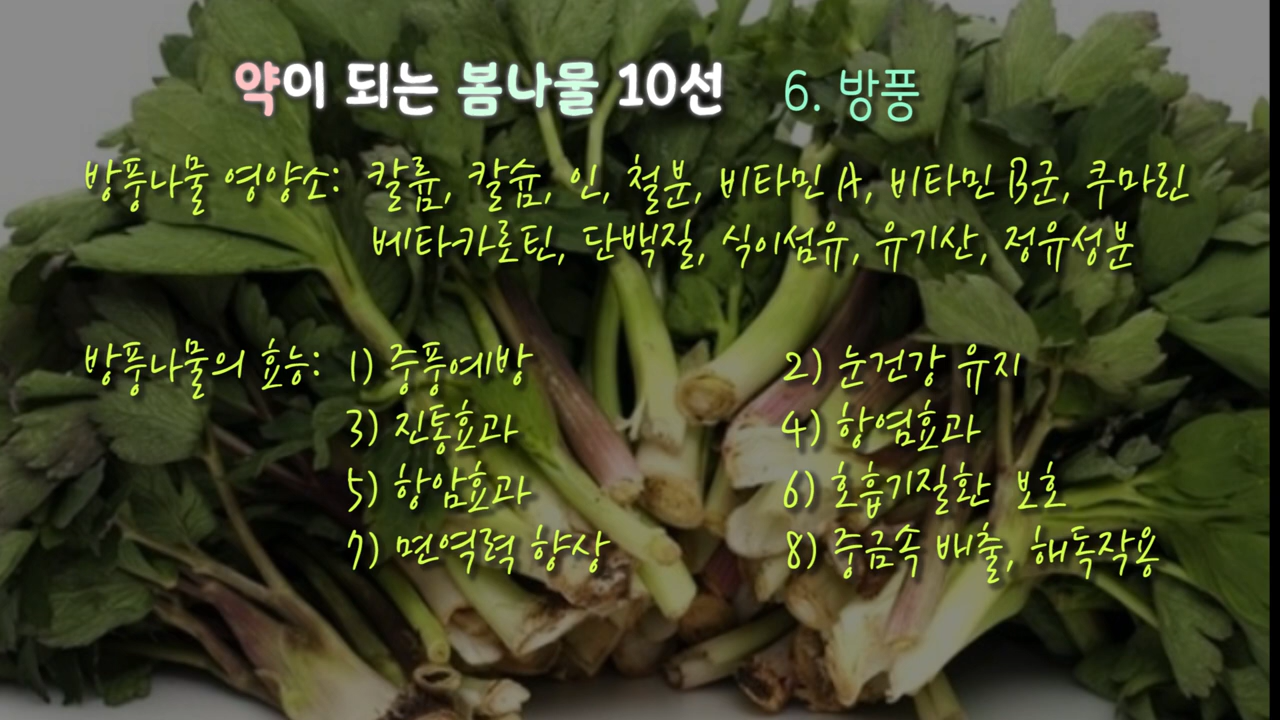 약이 되는 봄나물 10선 6. 방풍
방풍나물 영양소: 칼륨, 칼슘, 인, 철분, 비타민 A, 비타민 B군, 쿠마린
베타카로틴, 단백질, 식이섬유, 유기산, 정유성분
방풍나물의 효능: 1) 중풍예방 2) 눈건강 유지
3) 진통효과 4) 항염효과
5) 항암효과 6) 호흡기질환 보호
7) 면역력 향상 8) 중금속 배출, 해독작용